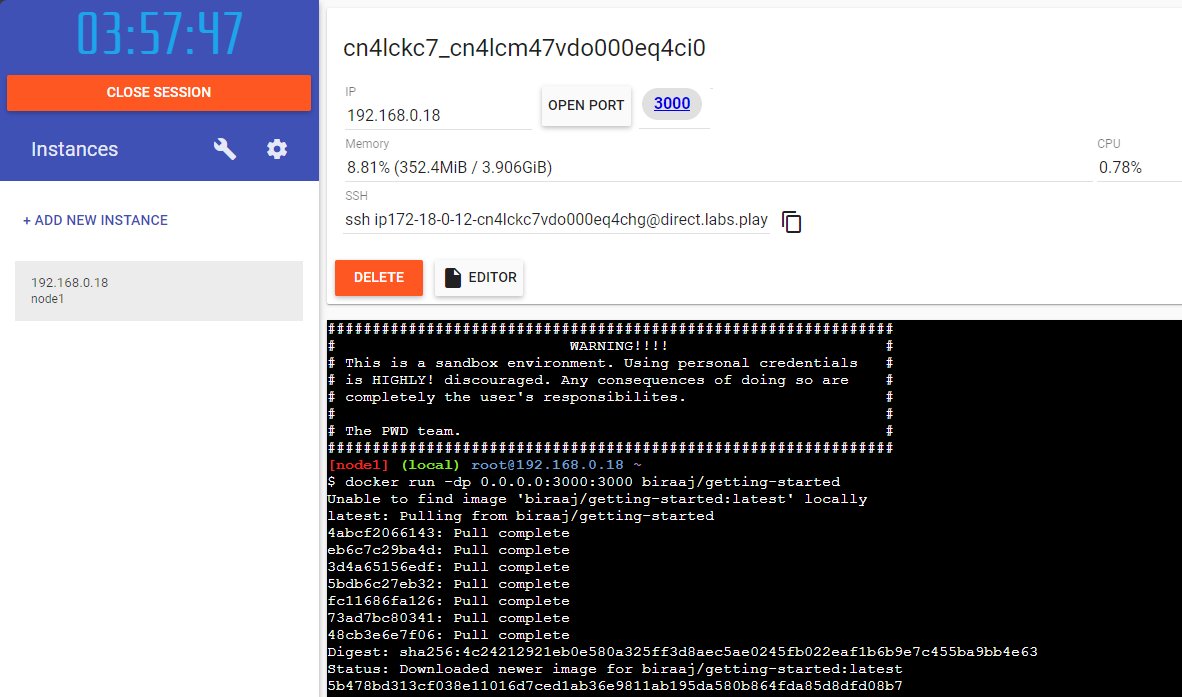 03:57:47
CLOSE SESSION
Instances
+ ADD NEW INSTANCE
192.168.0.18
node1
cn4lckc7_cn4lcm47vdo000eq4ci0
IP
192.168.0.18
OPEN PORT
3000
Memory
8.81% (352.4MiB / 3.906GiB)
CPU
0.78%
SSH
ssh ip172-18-0-12-cn4lckc7vdo000eq4chg@direct.labs.play
DELETE
EDITOR
###############################################################
#                          WARNING!!!!                        #
# This is a sandbox environment. Using personal credentials   #
# is HIGHLY! discouraged. Any consequences of doing so are    #
# completely the user's responsibilites.                      #
#                                                             #
# The PWD team.                                               #
###############################################################
[node1] (local) root@192.168.0.18 ~
$ docker run -dp 0.0.0.0:3000:3000 biraaj/getting-started
Unable to find image 'biraaj/getting-started:latest' locally
latest: Pulling from biraaj/getting-started
4abcf2066143: Pull complete
eb6c7c29ba4d: Pull complete
3d4a65156edf: Pull complete
5bdb6c27eb32: Pull complete
fc11686fa126: Pull complete
73ad7bc80341: Pull complete
48cb3e6e7f06: Pull complete
Digest: sha256:4c24212921eb0e580a325ff3d8aec5ae0245fb022eaf1b6b9e7c455ba9bb4e63
Status: Downloaded newer image for biraaj/getting-started:latest
5b478bd313cf038e11016d7ced1ab36e9811ab195da580b864fda85d8dfd08b7